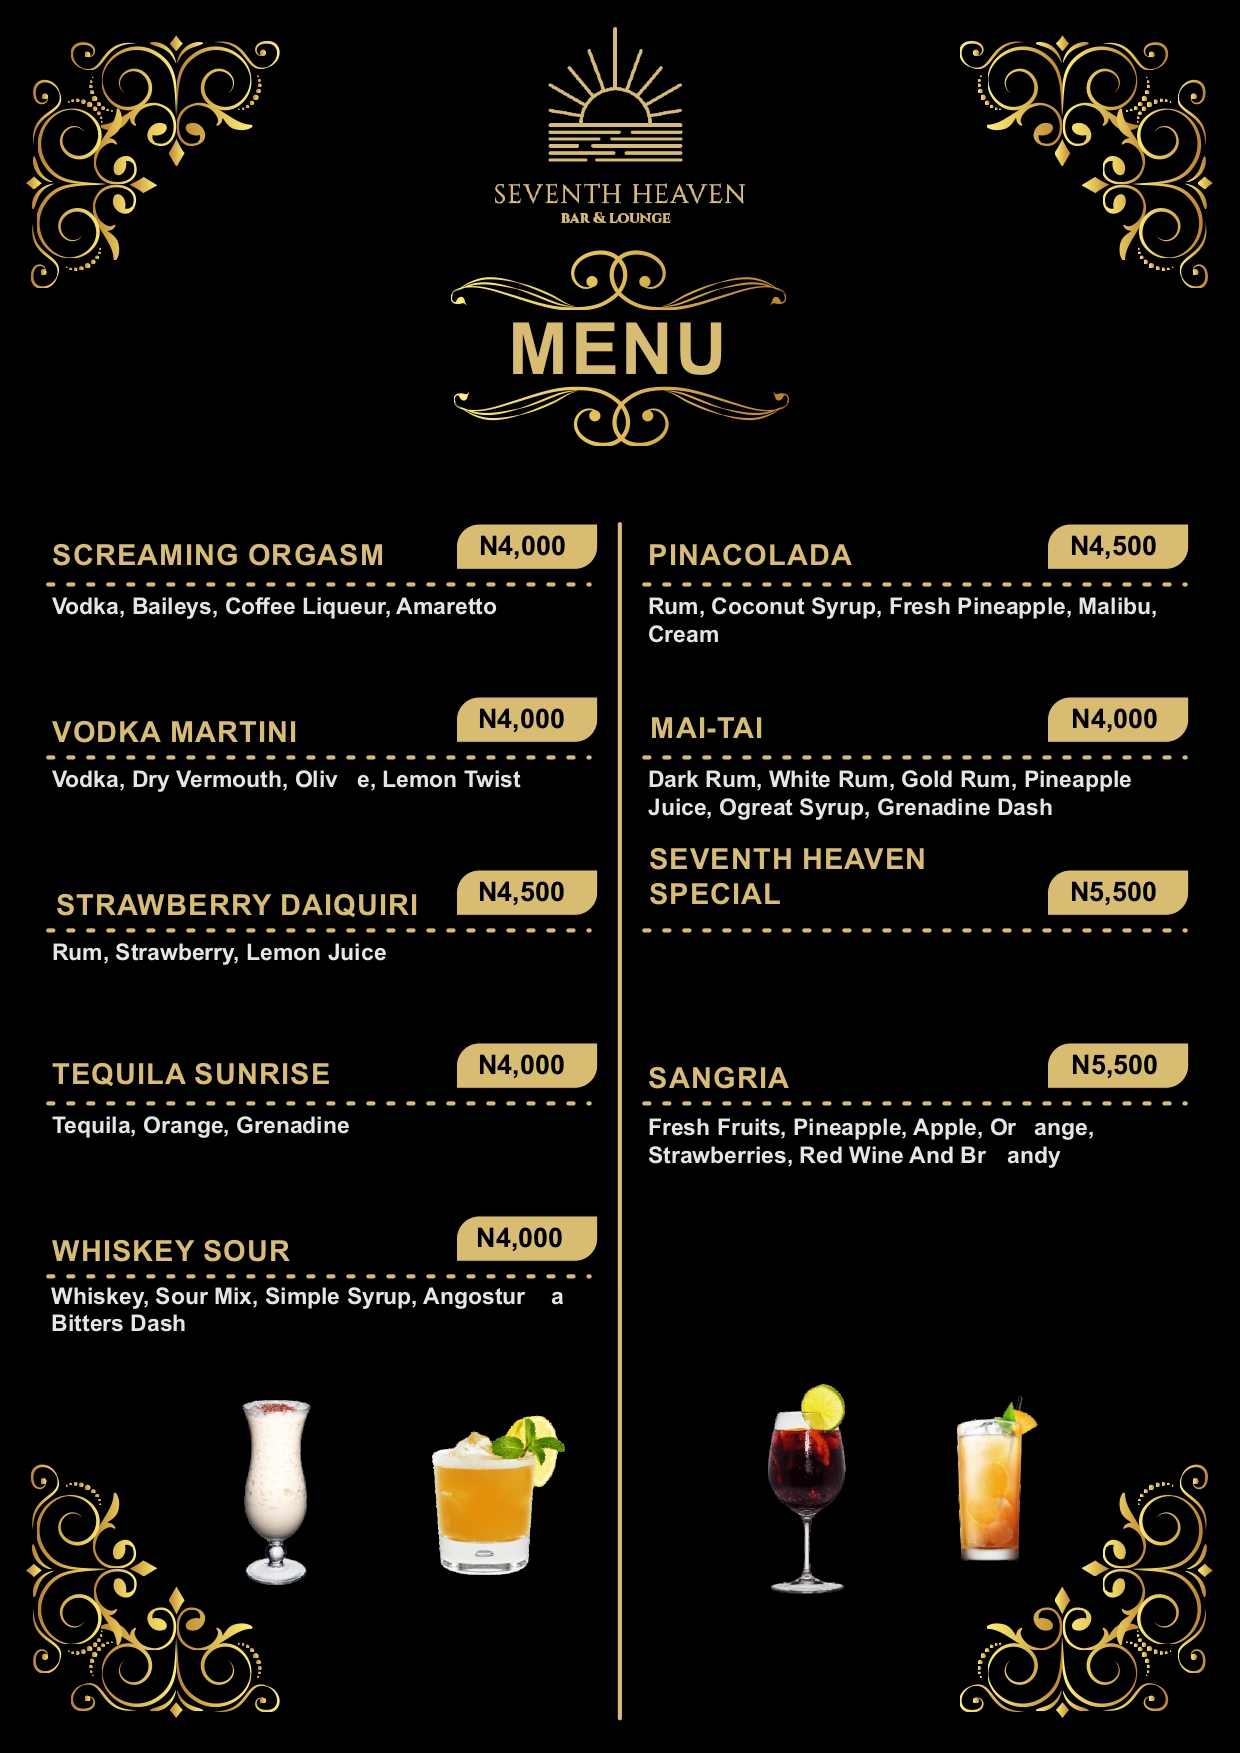 SEVENTH HEAVEN
BAR & LOUNGE
MENU
SCREAMING ORGASM
N4,000
Vodka, Baileys, Coffee Liqueur, Amaretto
VODKA MARTINI
N4,000
Vodka, Dry Vermouth, Oliv e, Lemon Twist
STRAWBERRY DAIQUIRI
N4,500
Rum, Strawberry, Lemon Juice
TEQUILA SUNRISE
N4,000
Tequila, Orange, Grenadine
WHISKEY SOUR
N4,000
Whiskey, Sour Mix, Simple Syrup, Angostur a
Bitters Dash
PINACOLADA
N4,500
Rum, Coconut Syrup, Fresh Pineapple, Malibu,
Cream
MAI-TAI
N4,000
Dark Rum, White Rum, Gold Rum, Pineapple
Juice, Ogreat Syrup, Grenadine Dash
SEVENTH HEAVEN
SPECIAL
N5,500
SANGRIA
N5,500
Fresh Fruits, Pineapple, Apple, Or ange,
Strawberries, Red Wine And Br andy